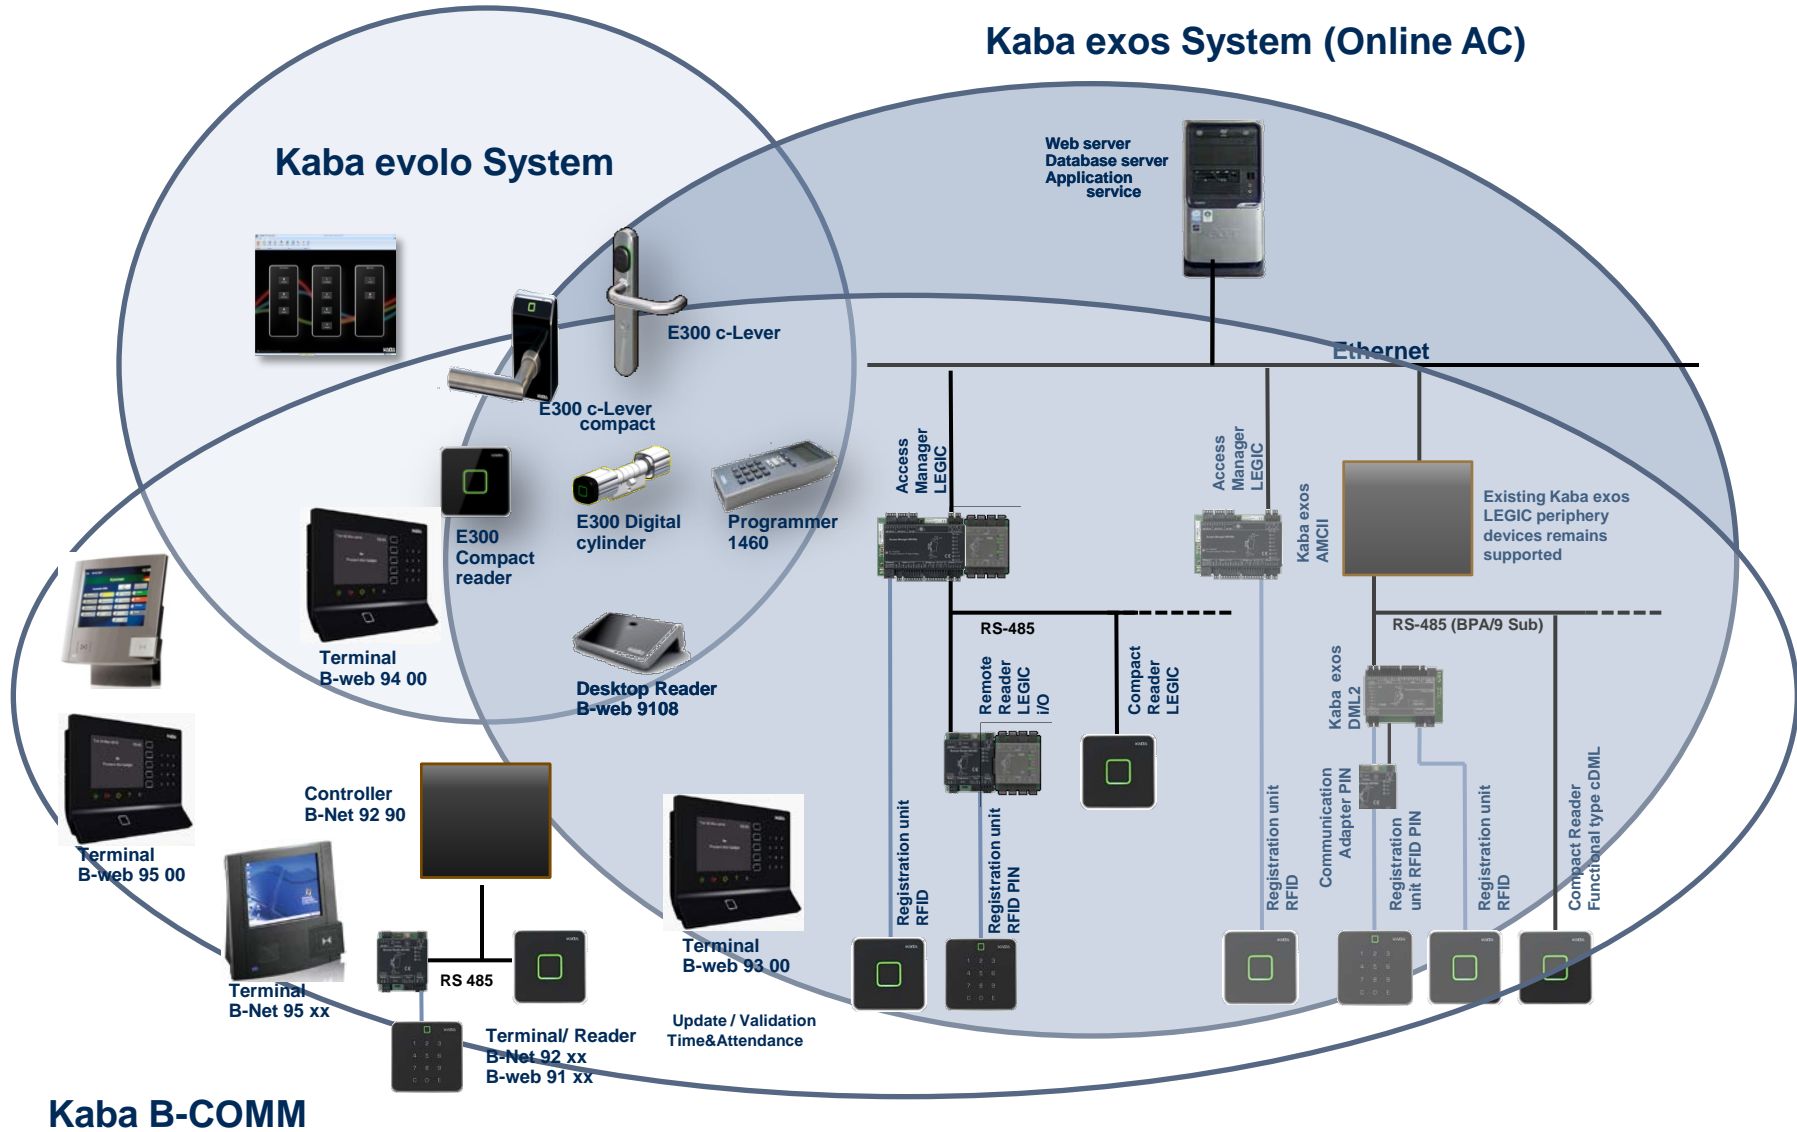 Kaba exos System (Online AC)
Kaba evolo System
Web server
Database server
Application
service
E300 c-Lever
Ethernet
E300 c-Lever
compact
Access
Manager
LEGIC
Access
Manager
LEGIC
Kaba exos
AMCII
Existing Kaba exos
LEGIC periphery
devices remains
supported
E300
Compact
reader
E300 Digital
cylinder
Programmer
1460
RS-485
RS-485 (BPA/9 Sub)
Terminal
B-web 94 00
Desktop Reader
B-web 9108
Remote
Reader
LEGIC
i/O
Compact
Reader
LEGIC
Kaba exos
DML2
Controller
B-Net 92 90
Terminal
B-web 95 00
Registration unit
RFID
Registration unit
RFID PIN
Registration unit
RFID
Communication
Adapter PIN
Registration
unit RFID PIN
Registration unit
RFID
Compact Reader
Functional type cDML
Terminal
B-web 93 00
RS 485
Terminal
B-Net 95 xx
Update / Validation
Time&Attendance
Terminal/ Reader
B-Net 92 xx
B-web 91 xx
Kaba B-COMM